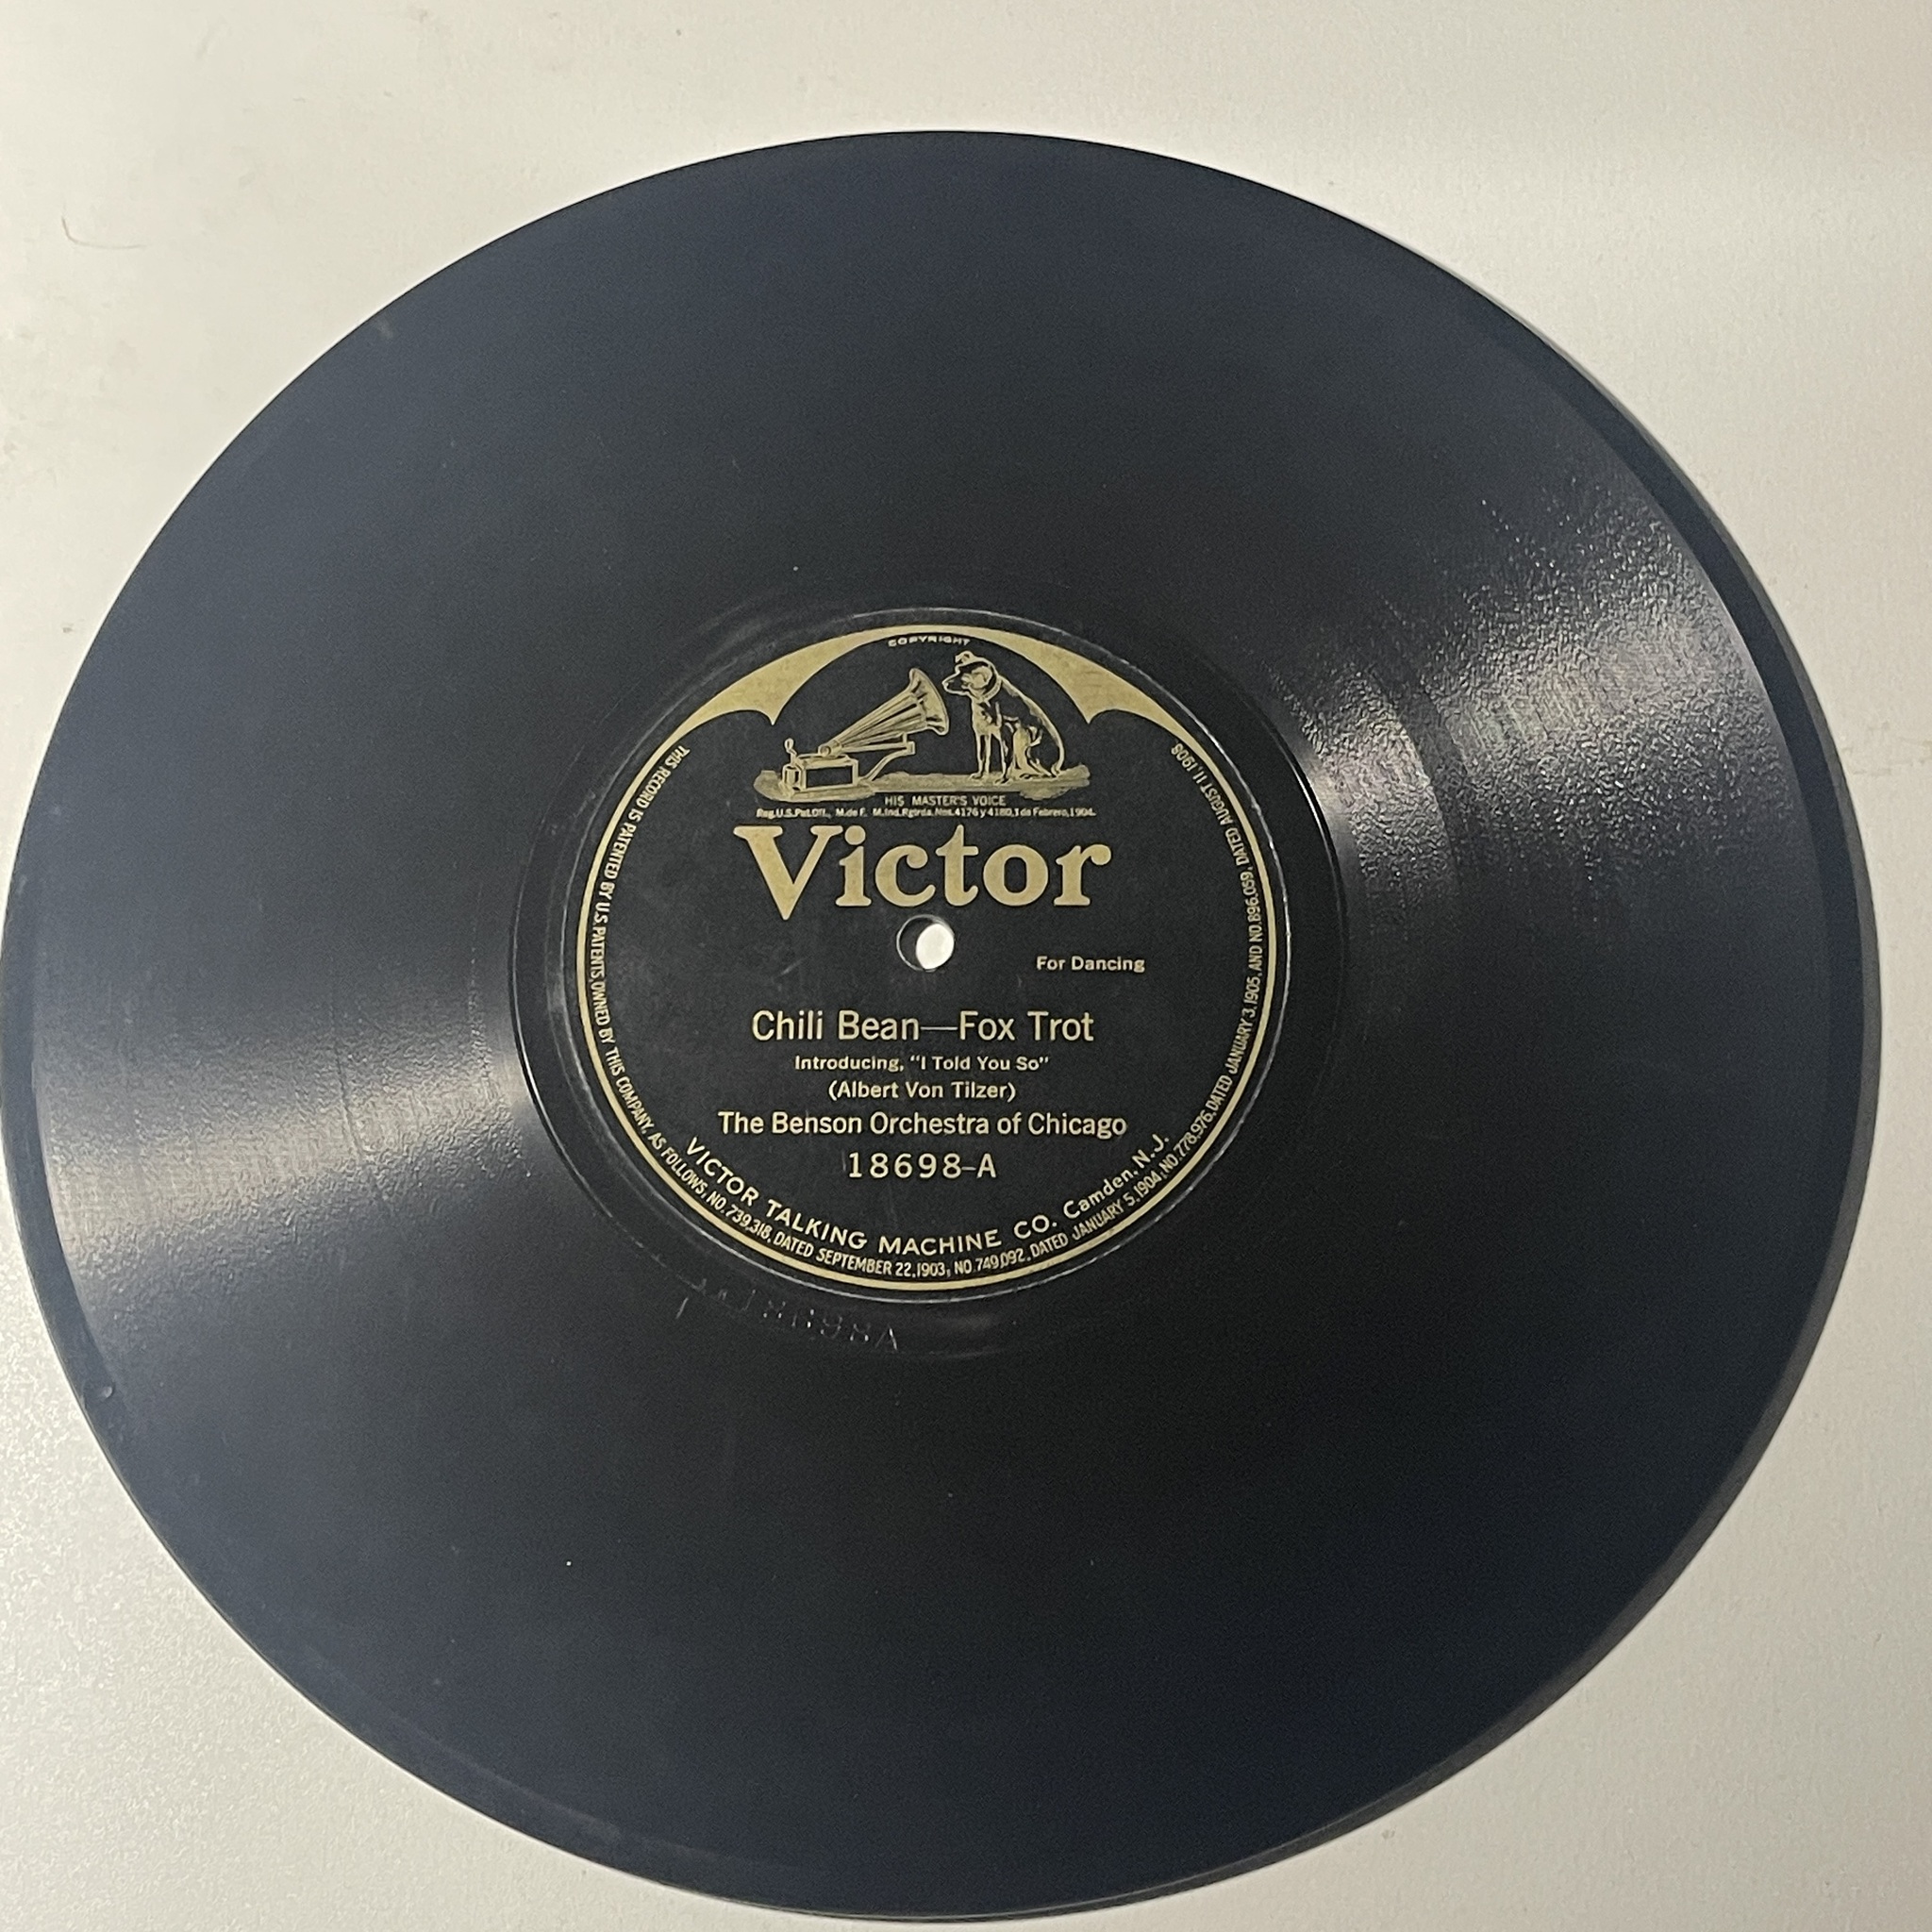 COPYRIGHT
HIS MASTER'S VOICE
Reg.U.S.Pat.Off., M.de F. M.Ind.Rgtrda.Nos.4176 y 4180,1 de Febrero,1904.
Victor
For Dancing
Chili Bean—Fox Trot
Introducing, "I Told You So"
(Albert Von Tilzer)
The Benson Orchestra of Chicago
18698-A
VICTOR TALKING MACHINE CO. Camden, N.J.
THIS RECORD IS PATENTED BY U.S. PATENTS, OWNED BY THIS COMPANY, AS FOLLOWS, NO. 739,318, DATED SEPTEMBER 22, 1903, NO. 749,092, DATED JANUARY 5, 1904, NO. 778,976, DATED JANUARY 3, 1905, AND NO. 896,059, DATED AUGUST 11, 1908